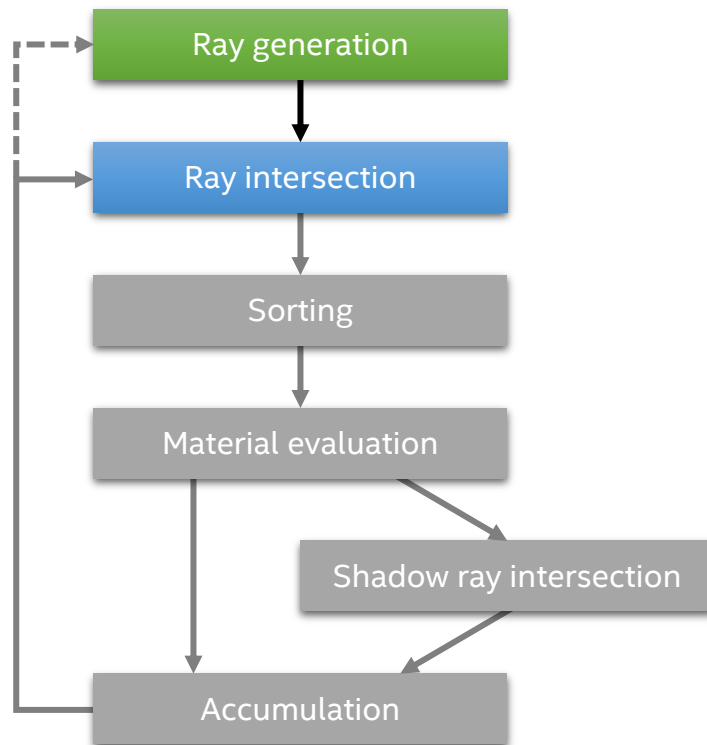 Ray generation
Ray intersection
Sorting
Material evaluation
Shadow ray intersection
Accumulation